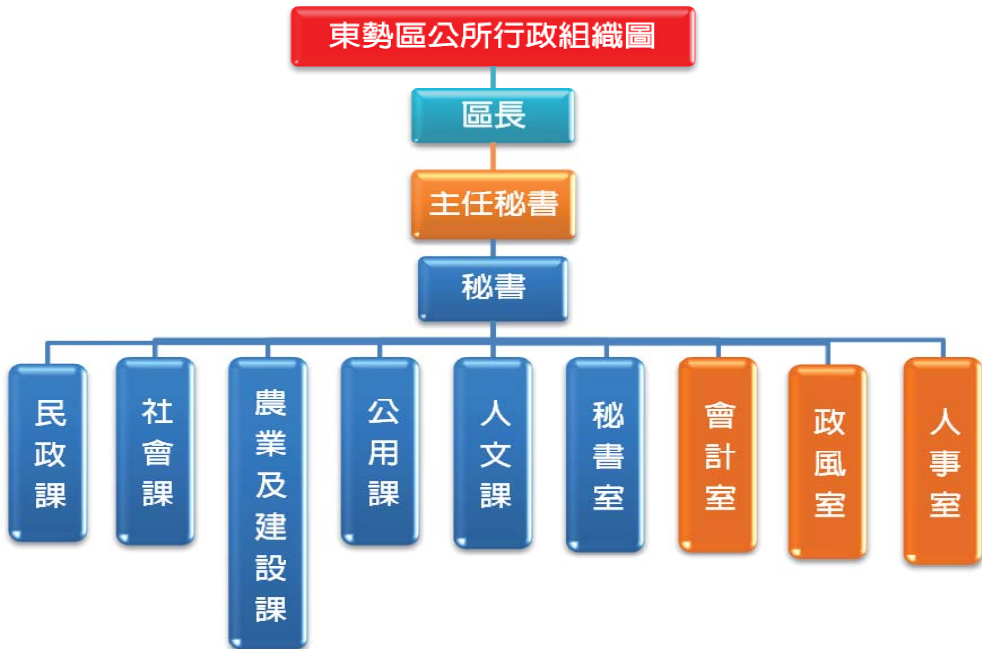 東勢區公所行政組織圖
區長
主任秘書
秘書
民政課
社會課
農業及建設課
公用課
人文課
秘書室
會計室
政風室
人事室